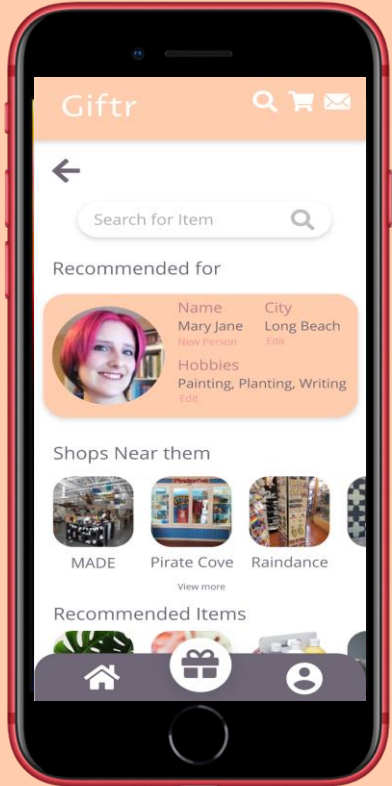 Giftr
Search for Item
Recommended for
Name City
Mary Jane Long Beach
New Person Edit
Hobbies
Painting, Planting, Writing
Edit
Shops Near them
MADE Pirate Cove Raindance
View more
Recommended Items